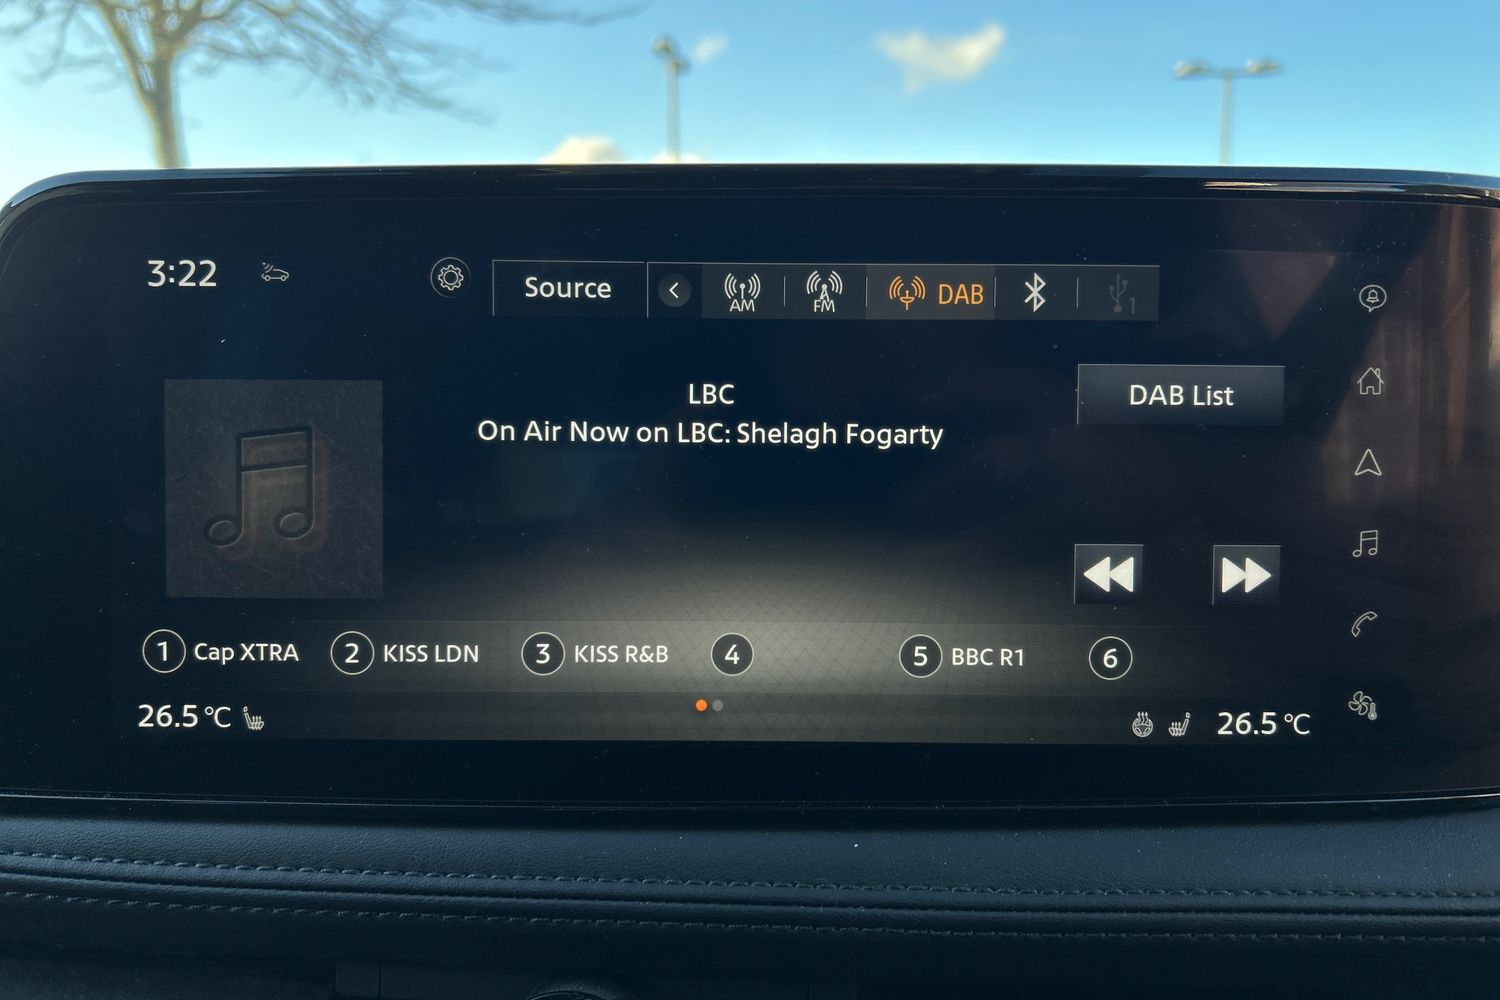 3:22
Source
AM
FM
DAB
1
LBC
DAB List
On Air Now on LBC: Shelagh Fogarty
1 Cap XTRA 2 KISS LDN 3 KISS R&B 4 5 BBC R1 6
26.5°C 26.5°C